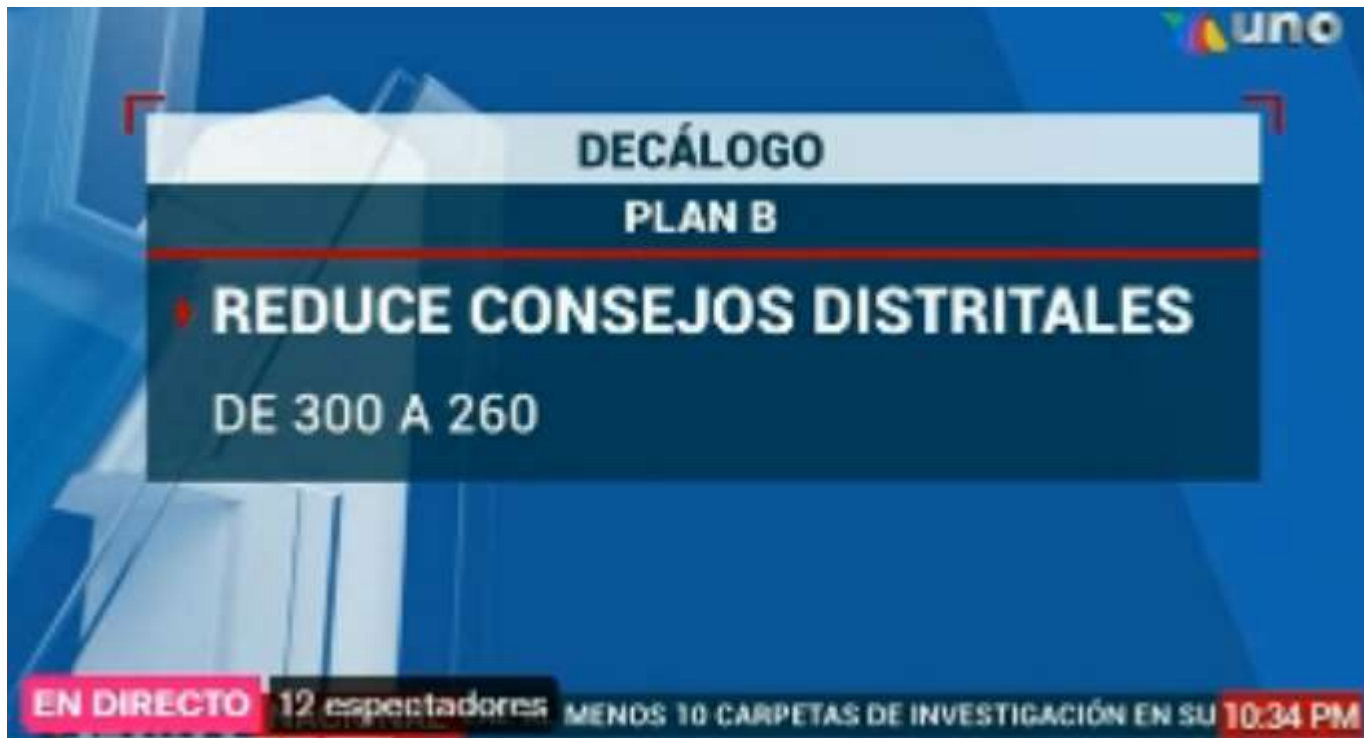 uno
DECÁLOGO
PLAN B
REDUCE CONSEJOS DISTRITALES
DE 300 A 260
EN DIRECTO
12 espectadores
MENOS 10 CARPETAS DE INVESTIGACIÓN EN SU
10:34 PM